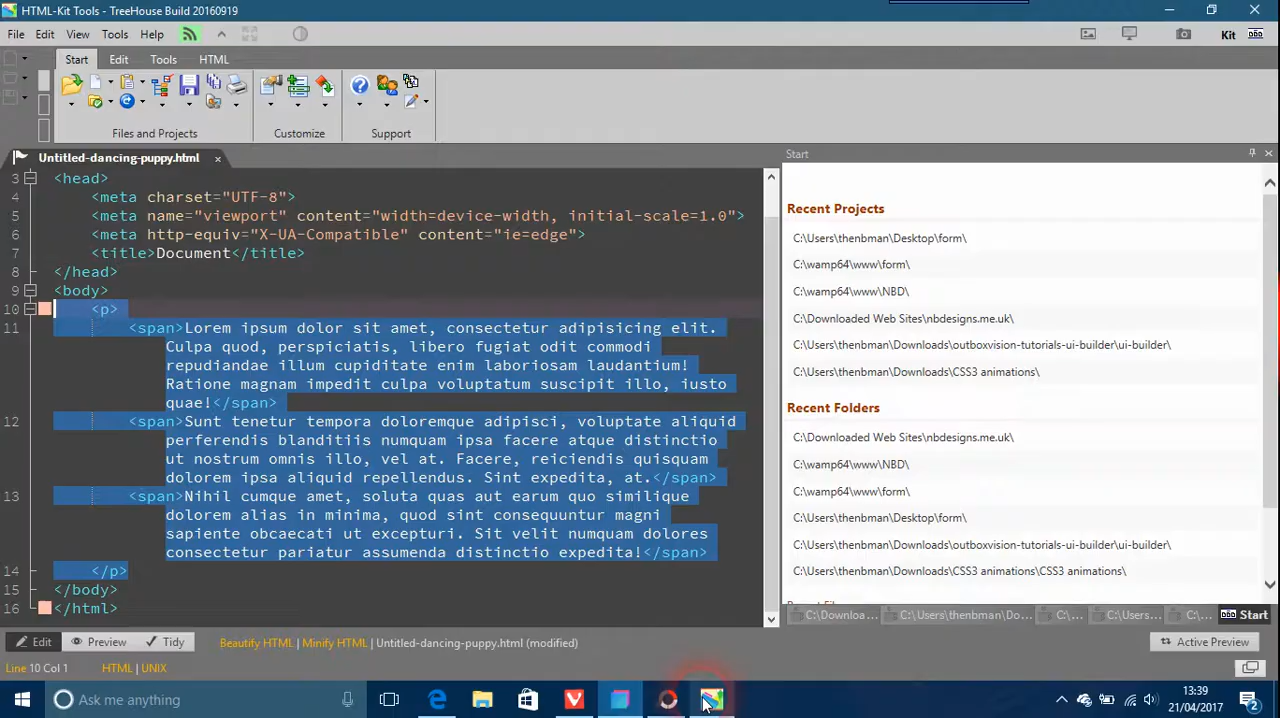 HTML-Kit Tools - TreeHouse Build 20160919
File Edit View Tools Help
Kit
Start Edit Tools HTML
Files and Projects Customize Support
Untitled-dancing-puppy.html
3 <head>
4 <meta charset="UTF-8">
5 <meta name="viewport" content="width=device-width, initial-scale=1.0">
6 <meta http-equiv="X-UA-Compatible" content="ie=edge">
7 <title>Document</title>
8 </head>
9 <body>
10 <p>
11 <span>Lorem ipsum dolor sit amet, consectetur adipisicing elit.
Culpa quod, perspiciatis, libero fugiat odit commodi
repudiandae illum cupiditate enim laboriosam laudantium!
Ratione magnam impedit culpa voluptatum suscipit illo, iusto
quae!</span>
12 <span>Sunt tenetur tempora doloremque adipisci, voluptate aliquid
perferendis blanditiis numquam ipsa facere atque distinctio
ut nostrum omnis illo, vel at. Facere, reiciendis quisquam
dolorem ipsa aliquid repellendus. Sint expedita, at.</span>
13 <span>Nihil cumque amet, soluta quas aut earum quo similique
dolorem alias in minima, quod sint consequuntur magni
sapiente obcaecati ut excepturi. Sit velit numquam dolores
consectetur pariatur assumenda distinctio expedita!</span>
14 </p>
15 </body>
16 </html>
Start
Recent Projects
C:\Users\thenbman\Desktop\form\
C:\wamp64\www\form\
C:\wamp64\www\NBD\
C:\Downloaded Web Sites\nbdesigns.me.uk\
C:\Users\thenbman\Downloads\outboxvision-tutorials-ui-builder\ui-builder\
C:\Users\thenbman\Downloads\CSS3 animations\
Recent Folders
C:\Downloaded Web Sites\nbdesigns.me.uk\
C:\wamp64\www\NBD\
C:\wamp64\www\form\
C:\Users\thenbman\Desktop\form\
C:\Users\thenbman\Downloads\outboxvision-tutorials-ui-builder\ui-builder\
C:\Users\thenbman\Downloads\CSS3 animations\CSS3 animations\
C:\Downloa... C:\Users\thenbman\Do... C:\... C:\Users... C:\... Start
Edit Preview Tidy Beautify HTML | Minify HTML | Untitled-dancing-puppy.html (modified)
Active Preview
Line 10 Col 1 HTML | UNIX
Ask me anything
13:39
21/04/2017
2